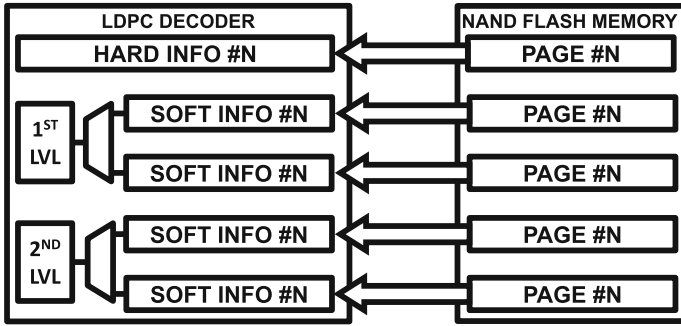 LDPC DECODER
NAND FLASH MEMORY
HARD INFO #N
PAGE #N
SOFT INFO #N
PAGE #N
1ST
LVL
SOFT INFO #N
PAGE #N
SOFT INFO #N
PAGE #N
2ND
LVL
SOFT INFO #N
PAGE #N